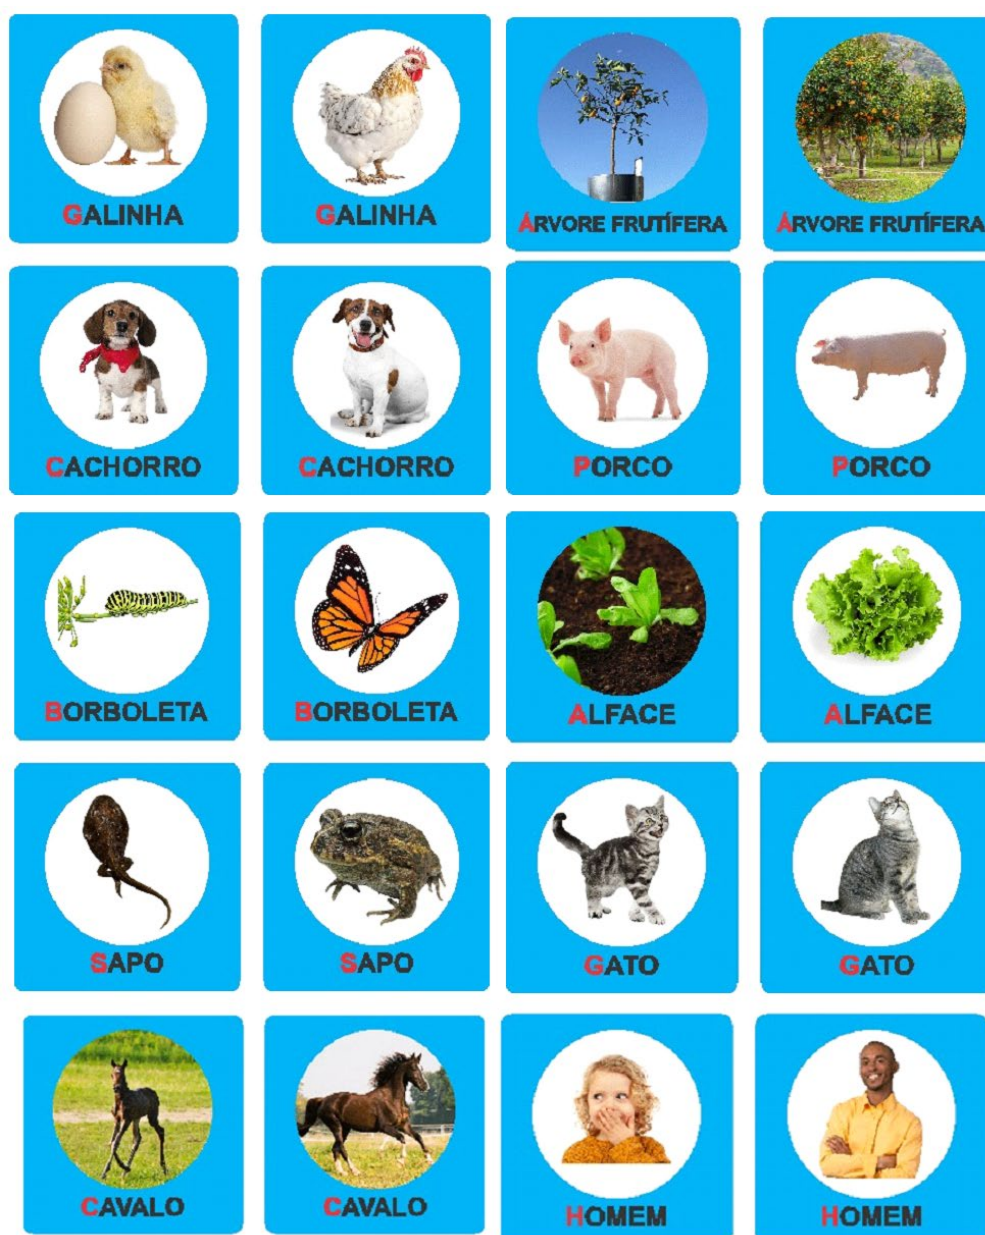 GALINHA
GALINHA
ÁRVORE FRUTÍFERA
ÁRVORE FRUTÍFERA
CACHORRO
CACHORRO
PORCO
PORCO
BORBOLETA
BORBOLETA
ALFACE
ALFACE
SAPO
SAPO
GATO
GATO
CAVALO
CAVALO
HOMEM
HOMEM